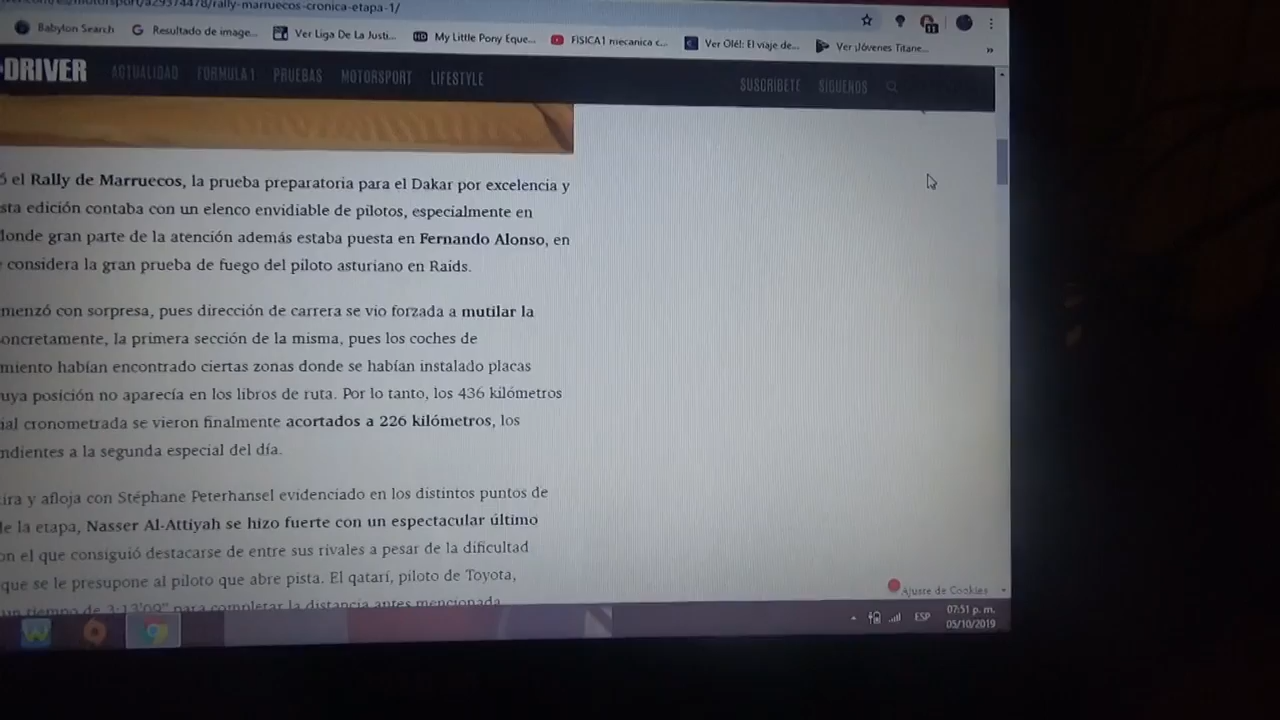 /motorsport/a29374478/rally-marruecos-cronica-etapa-1/
Babylon Search
Resultado de image...
Ver Liga De La Justi...
My Little Pony Eque...
FISICA1 mecanica c...
Ver Olé!: El viaje de...
Ver ¡Jóvenes Titane...
»
DRIVER ACTUALIDAD FORMULA 1 PRUEBAS MOTORSPORT LIFESTYLE SUSCRIBETE SIGUENOS
ó el Rally de Marruecos, la prueba preparatoria para el Dakar por excelencia y
sta edición contaba con un elenco envidiable de pilotos, especialmente en
donde gran parte de la atención además estaba puesta en Fernando Alonso, en
e considera la gran prueba de fuego del piloto asturiano en Raids.
menzó con sorpresa, pues dirección de carrera se vio forzada a mutilar la
oncretamente, la primera sección de la misma, pues los coches de
miento habían encontrado ciertas zonas donde se habían instalado placas
uya posición no aparecía en los libros de ruta. Por lo tanto, los 436 kilómetros
ial cronometrada se vieron finalmente acortados a 226 kilómetros, los
ndientes a la segunda especial del día.
tira y afloja con Stéphane Peterhansel evidenciado en los distintos puntos de
de la etapa, Nasser Al-Attiyah se hizo fuerte con un espectacular último
on el que consiguió destacarse de entre sus rivales a pesar de la dificultad
que se le presupone al piloto que abre pista. El qatarí, piloto de Toyota,
un tiempo de 3:13'09" para completar la distancia antes mencionada
Ajuste de Cookies
ESP
07:51 p. m.
05/10/2019